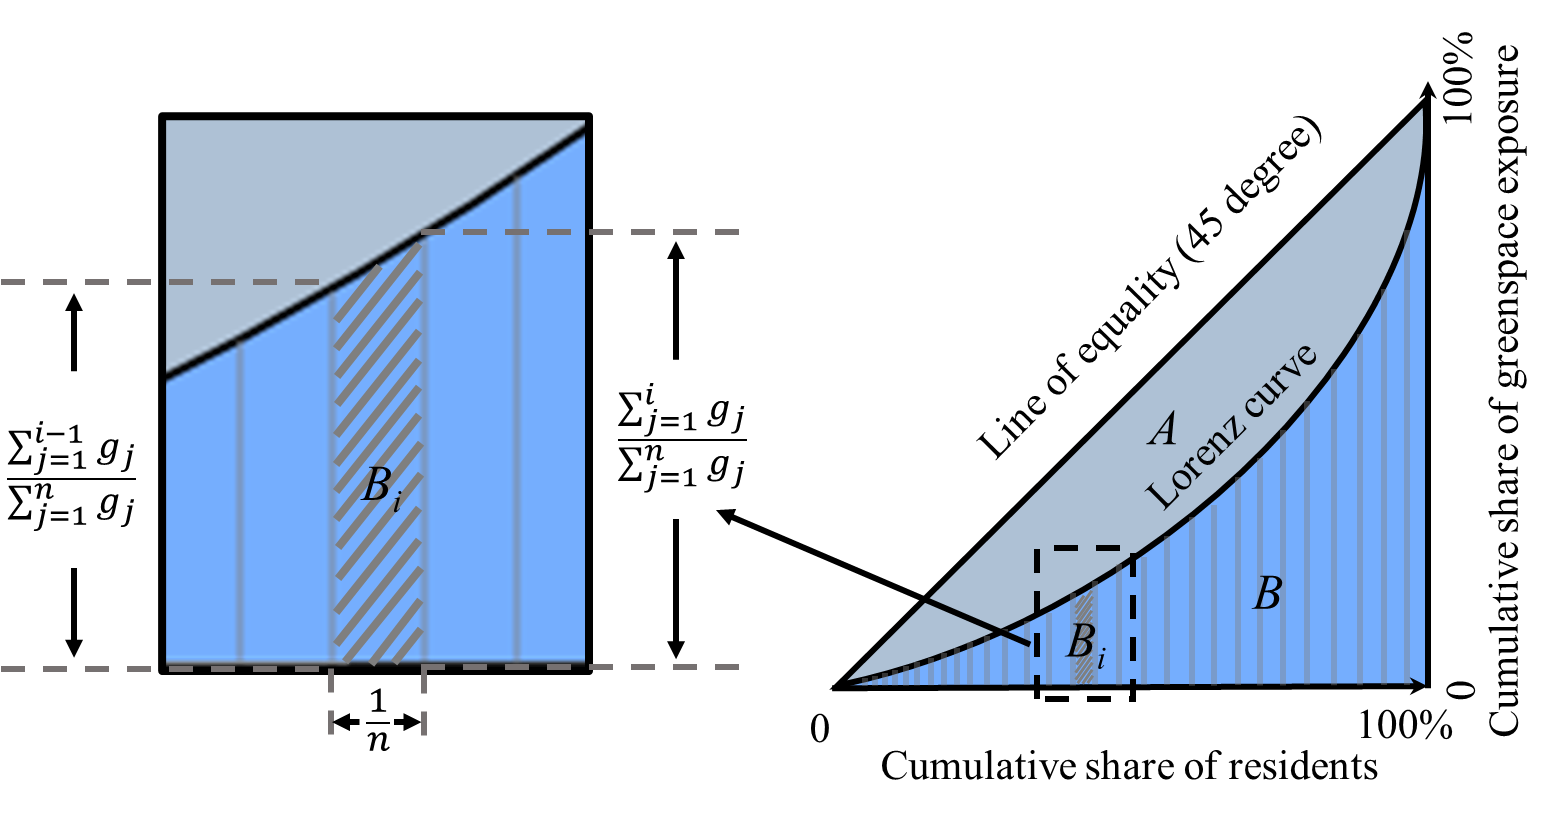 ∑_{j=1}^{i−1} g_j
∑_{j=1}^{n} g_j
B_i
1
n
∑_{j=1}^{i} g_j
∑_{j=1}^{n} g_j
Line of equality (45 degree)
A
Lorenz curve
B
B_i
0
100%
Cumulative share of residents
100%
0
Cumulative share of greenspace exposure